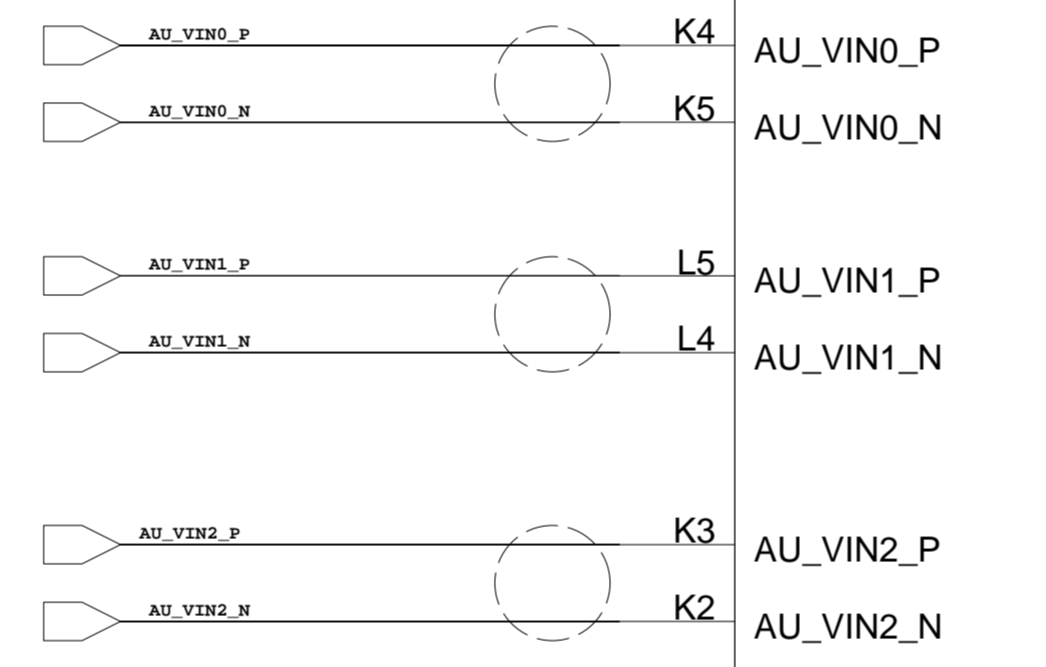 AU_VIN0_P K4 AU_VIN0_P
AU_VIN0_N K5 AU_VIN0_N
AU_VIN1_P L5 AU_VIN1_P
AU_VIN1_N L4 AU_VIN1_N
AU_VIN2_P K3 AU_VIN2_P
AU_VIN2_N K2 AU_VIN2_N